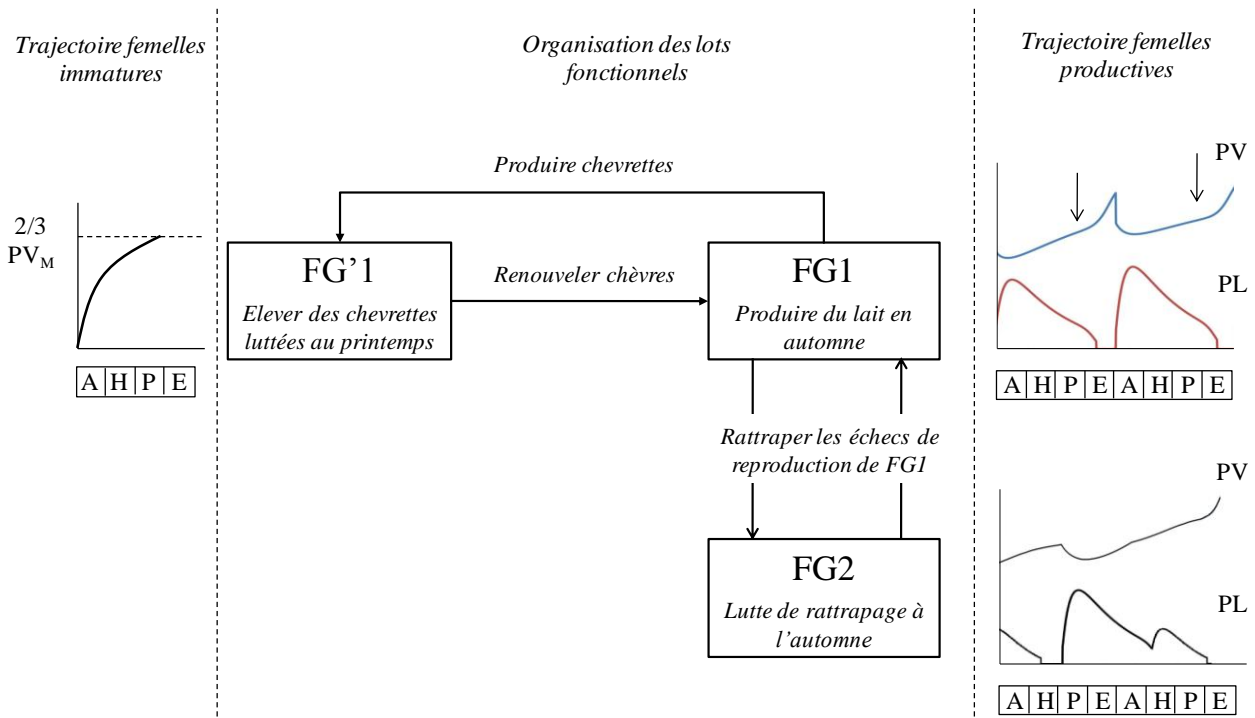 Trajectoire femelles
immatures
Organisation des lots
fonctionnels
Trajectoire femelles
productives
Produire chevrettes
2/3
PVM
FG'1
Elever des chevrettes
luttées au printemps
Renouveler chèvres
FG1
Produire du lait en
automne
PV
PL
A H P E
A H P E A H P E
Rattraper les échecs de
reproduction de FG1
FG2
Lutte de rattrapage à
l'automne
PV
PL
A H P E A H P E